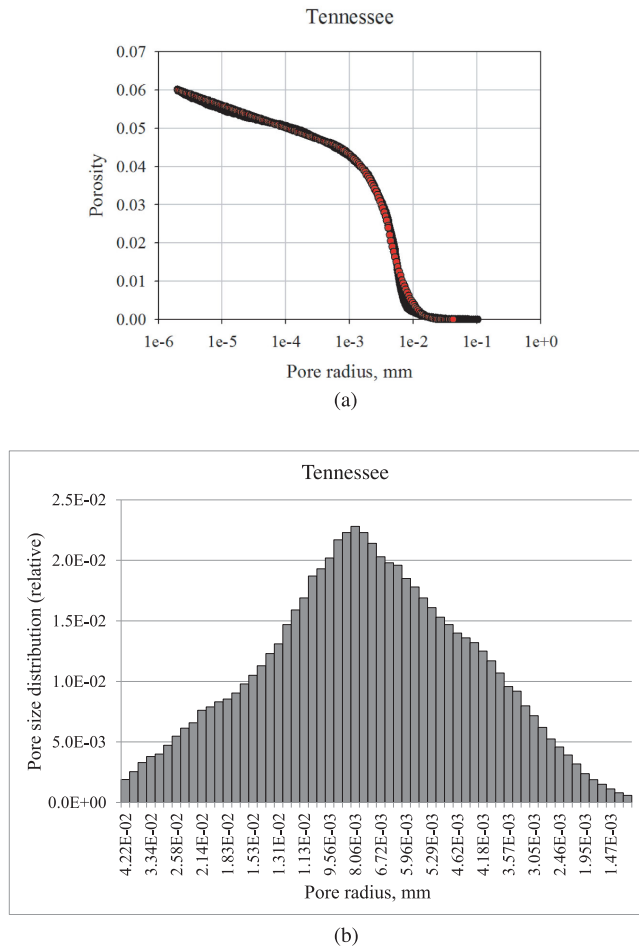 Tennessee
0.07
0.06
0.05
0.04
0.03
0.02
0.01
0.00
Porosity
1e-6 1e-5 1e-4 1e-3 1e-2 1e-1 1e+0
Pore radius, mm
(a)
Tennessee
2.5E-02
2.0E-02
1.5E-02
1.0E-02
5.0E-03
0.0E+00
Pore size distribution (relative)
4.22E-02
3.34E-02
2.58E-02
2.14E-02
1.83E-02
1.53E-02
1.31E-02
1.13E-02
9.56E-03
8.06E-03
6.72E-03
5.96E-03
5.29E-03
4.62E-03
4.18E-03
3.57E-03
3.05E-03
2.46E-03
1.95E-03
1.47E-03
Pore radius, mm
(b)